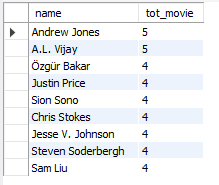 name tot_movie
Andrew Jones 5
A.L. Vijay 5
Özgür Bakar 4
Justin Price 4
Sion Sono 4
Chris Stokes 4
Jesse V. Johnson 4
Steven Soderbergh 4
Sam Liu 4